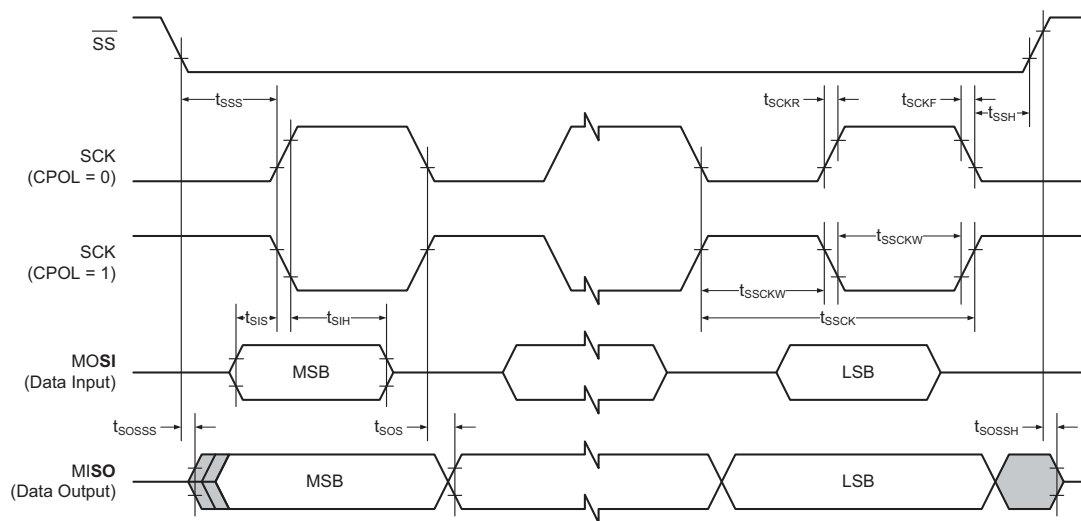 SS
tSSS
tSCKR
tSCKF
tSSH
SCK
(CPOL = 0)
SCK
(CPOL = 1)
tSSCKW
tSSCKW
tSSCK
tSIS
tSIH
MOSI
(Data Input)
MSB
LSB
tSOSSS
tSOS
tSOSSH
MISO
(Data Output)
MSB
LSB